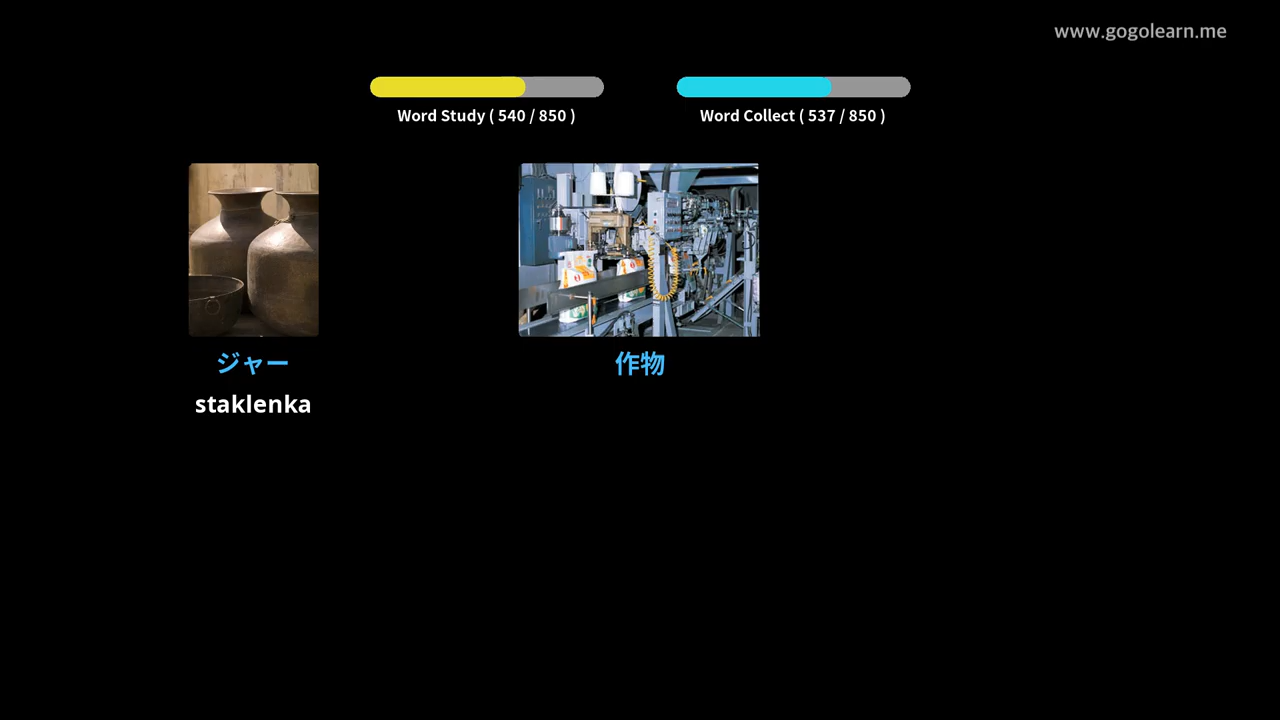 www.gogolearn.me
Word Study ( 540 / 850 )
Word Collect ( 537 / 850 )
ジャー
作物
staklenka